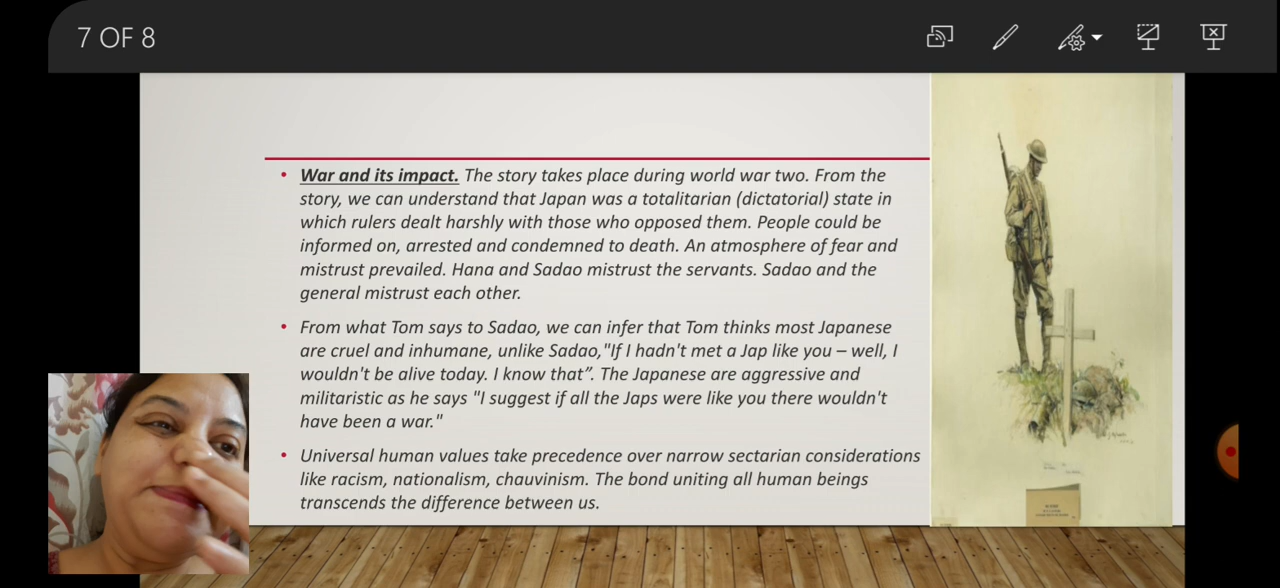 7 OF 8
War and its impact. The story takes place during world war two. From the
story, we can understand that Japan was a totalitarian (dictatorial) state in
which rulers dealt harshly with those who opposed them. People could be
informed on, arrested and condemned to death. An atmosphere of fear and
mistrust prevailed. Hana and Sadao mistrust the servants. Sadao and the
general mistrust each other.
From what Tom says to Sadao, we can infer that Tom thinks most Japanese
are cruel and inhumane, unlike Sadao,"If I hadn't met a Jap like you – well, I
wouldn't be alive today. I know that”. The Japanese are aggressive and
militaristic as he says "I suggest if all the Japs were like you there wouldn't
have been a war."
Universal human values take precedence over narrow sectarian considerations
like racism, nationalism, chauvinism. The bond uniting all human beings
transcends the difference between us.